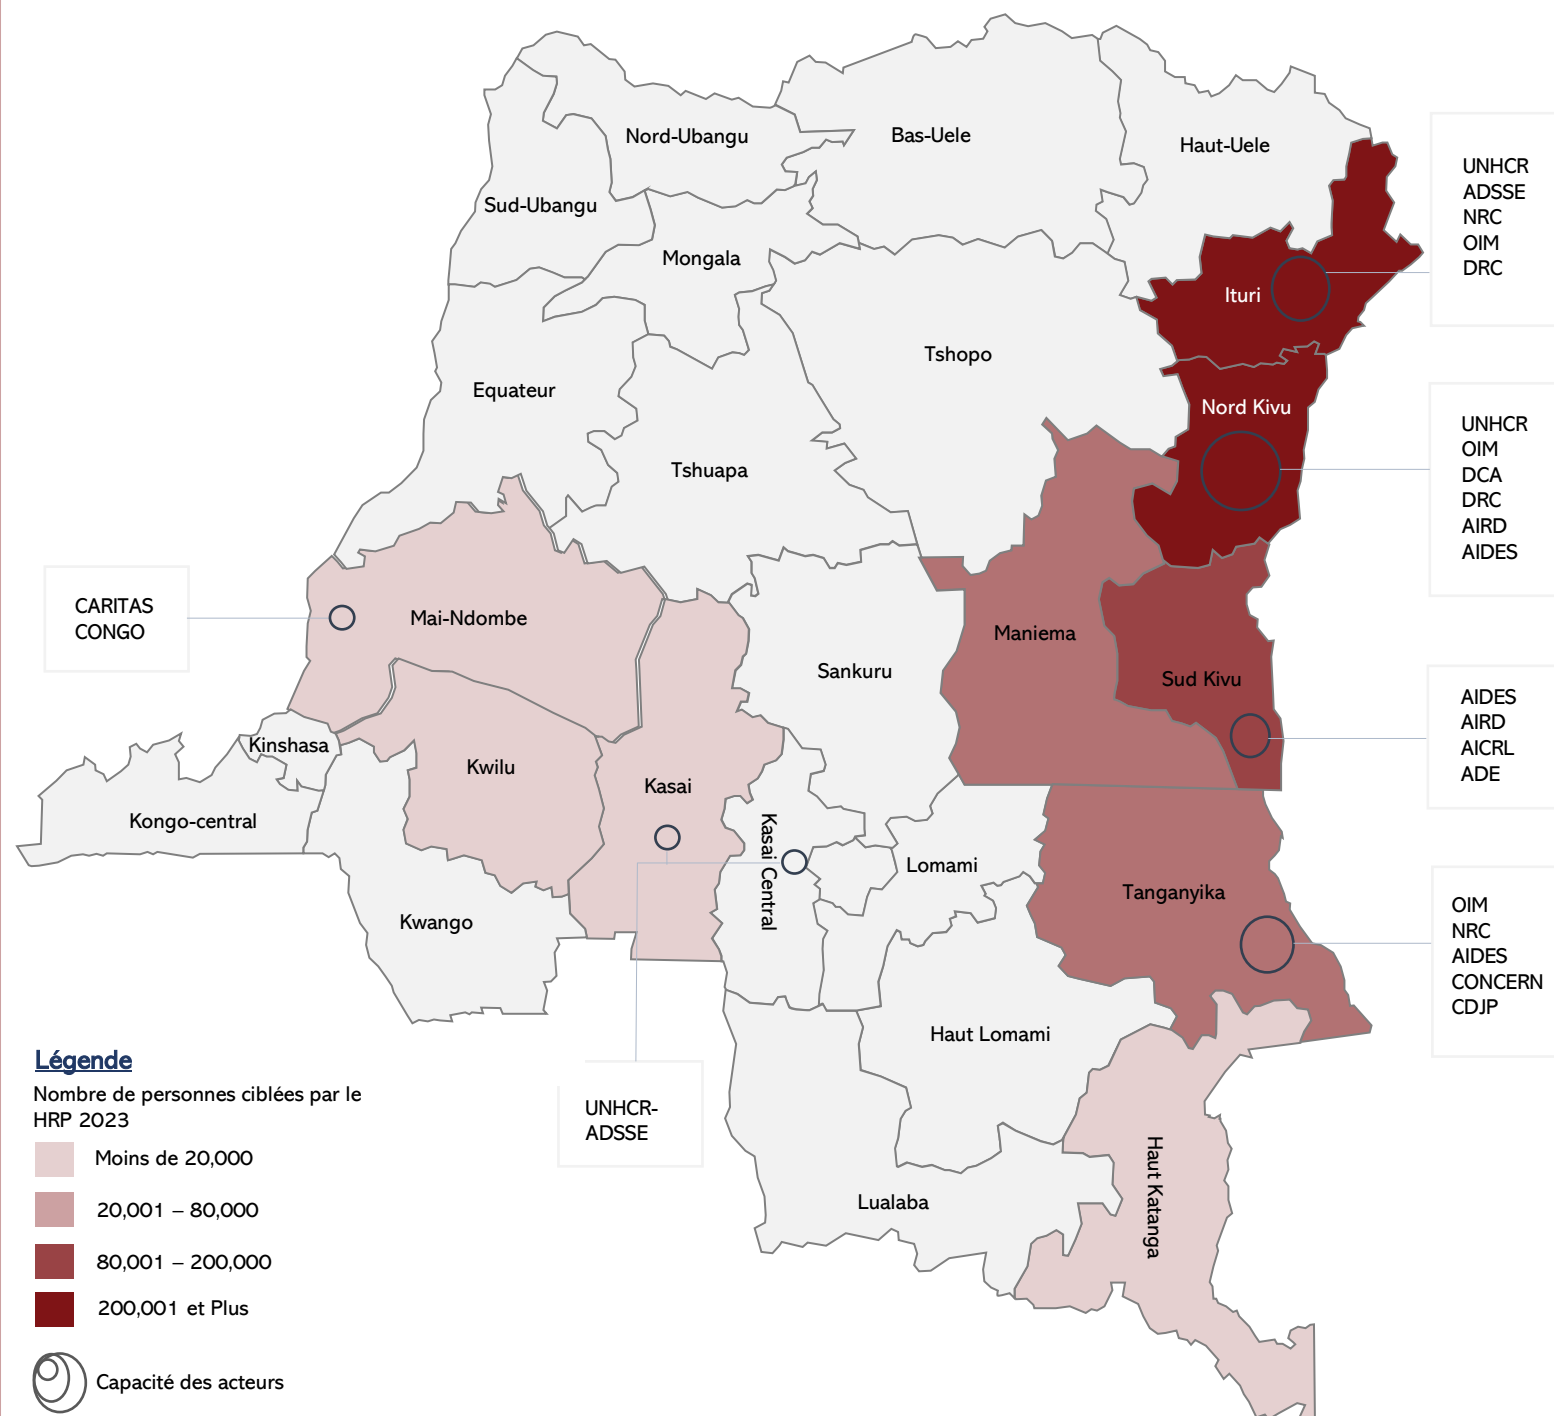 Nord-Ubangu
Bas-Uele
Haut-Uele
Sud-Ubangu
Mongala
Ituri
UNHCR
ADSSE
NRC
OIM
DRC
Equateur
Tshopo
Nord Kivu
Tshuapa
UNHCR
OIM
DCA
DRC
AIRD
AIDES
CARITAS
CONGO
Mai-Ndombe
Maniema
Sankuru
Sud Kivu
AIDES
AIRD
AICRL
ADE
Kinshasa
Kwilu
Kasai
Kongo-central
Kasai Central
Lomami
Tanganyika
Kwango
OIM
NRC
AIDES
CONCERN
CDJP
Haut Lomami
UNHCR-
ADSSE
Haut Katanga
Lualaba
Légende
Nombre de personnes ciblées par le
HRP 2023
Moins de 20,000
20,001 – 80,000
80,001 – 200,000
200,001 et Plus
Capacité des acteurs